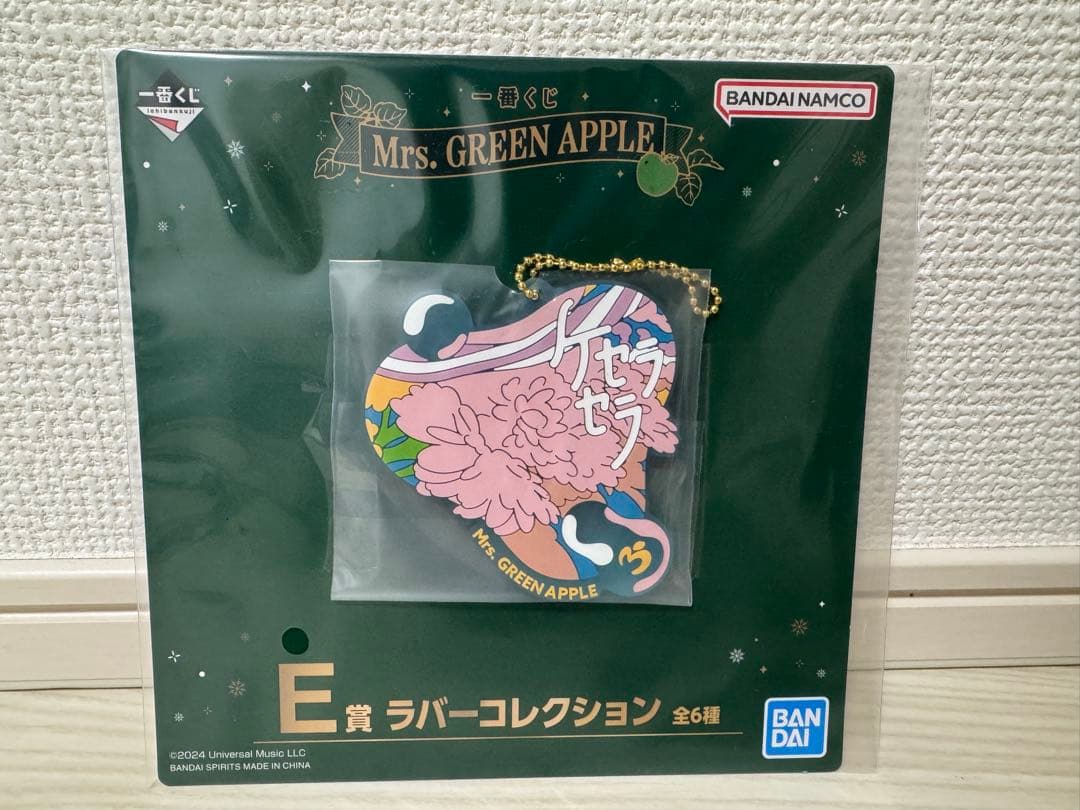 一番くじ
ichibankuji
一番くじ
Mrs. GREEN APPLE
BANDAI NAMCO
ケセラ
セラ
Mrs. GREEN APPLE
E賞 ラバーコレクション 全6種
BAN
DAI
©2024 Universal Music LLC
BANDAI SPIRITS MADE IN CHINA